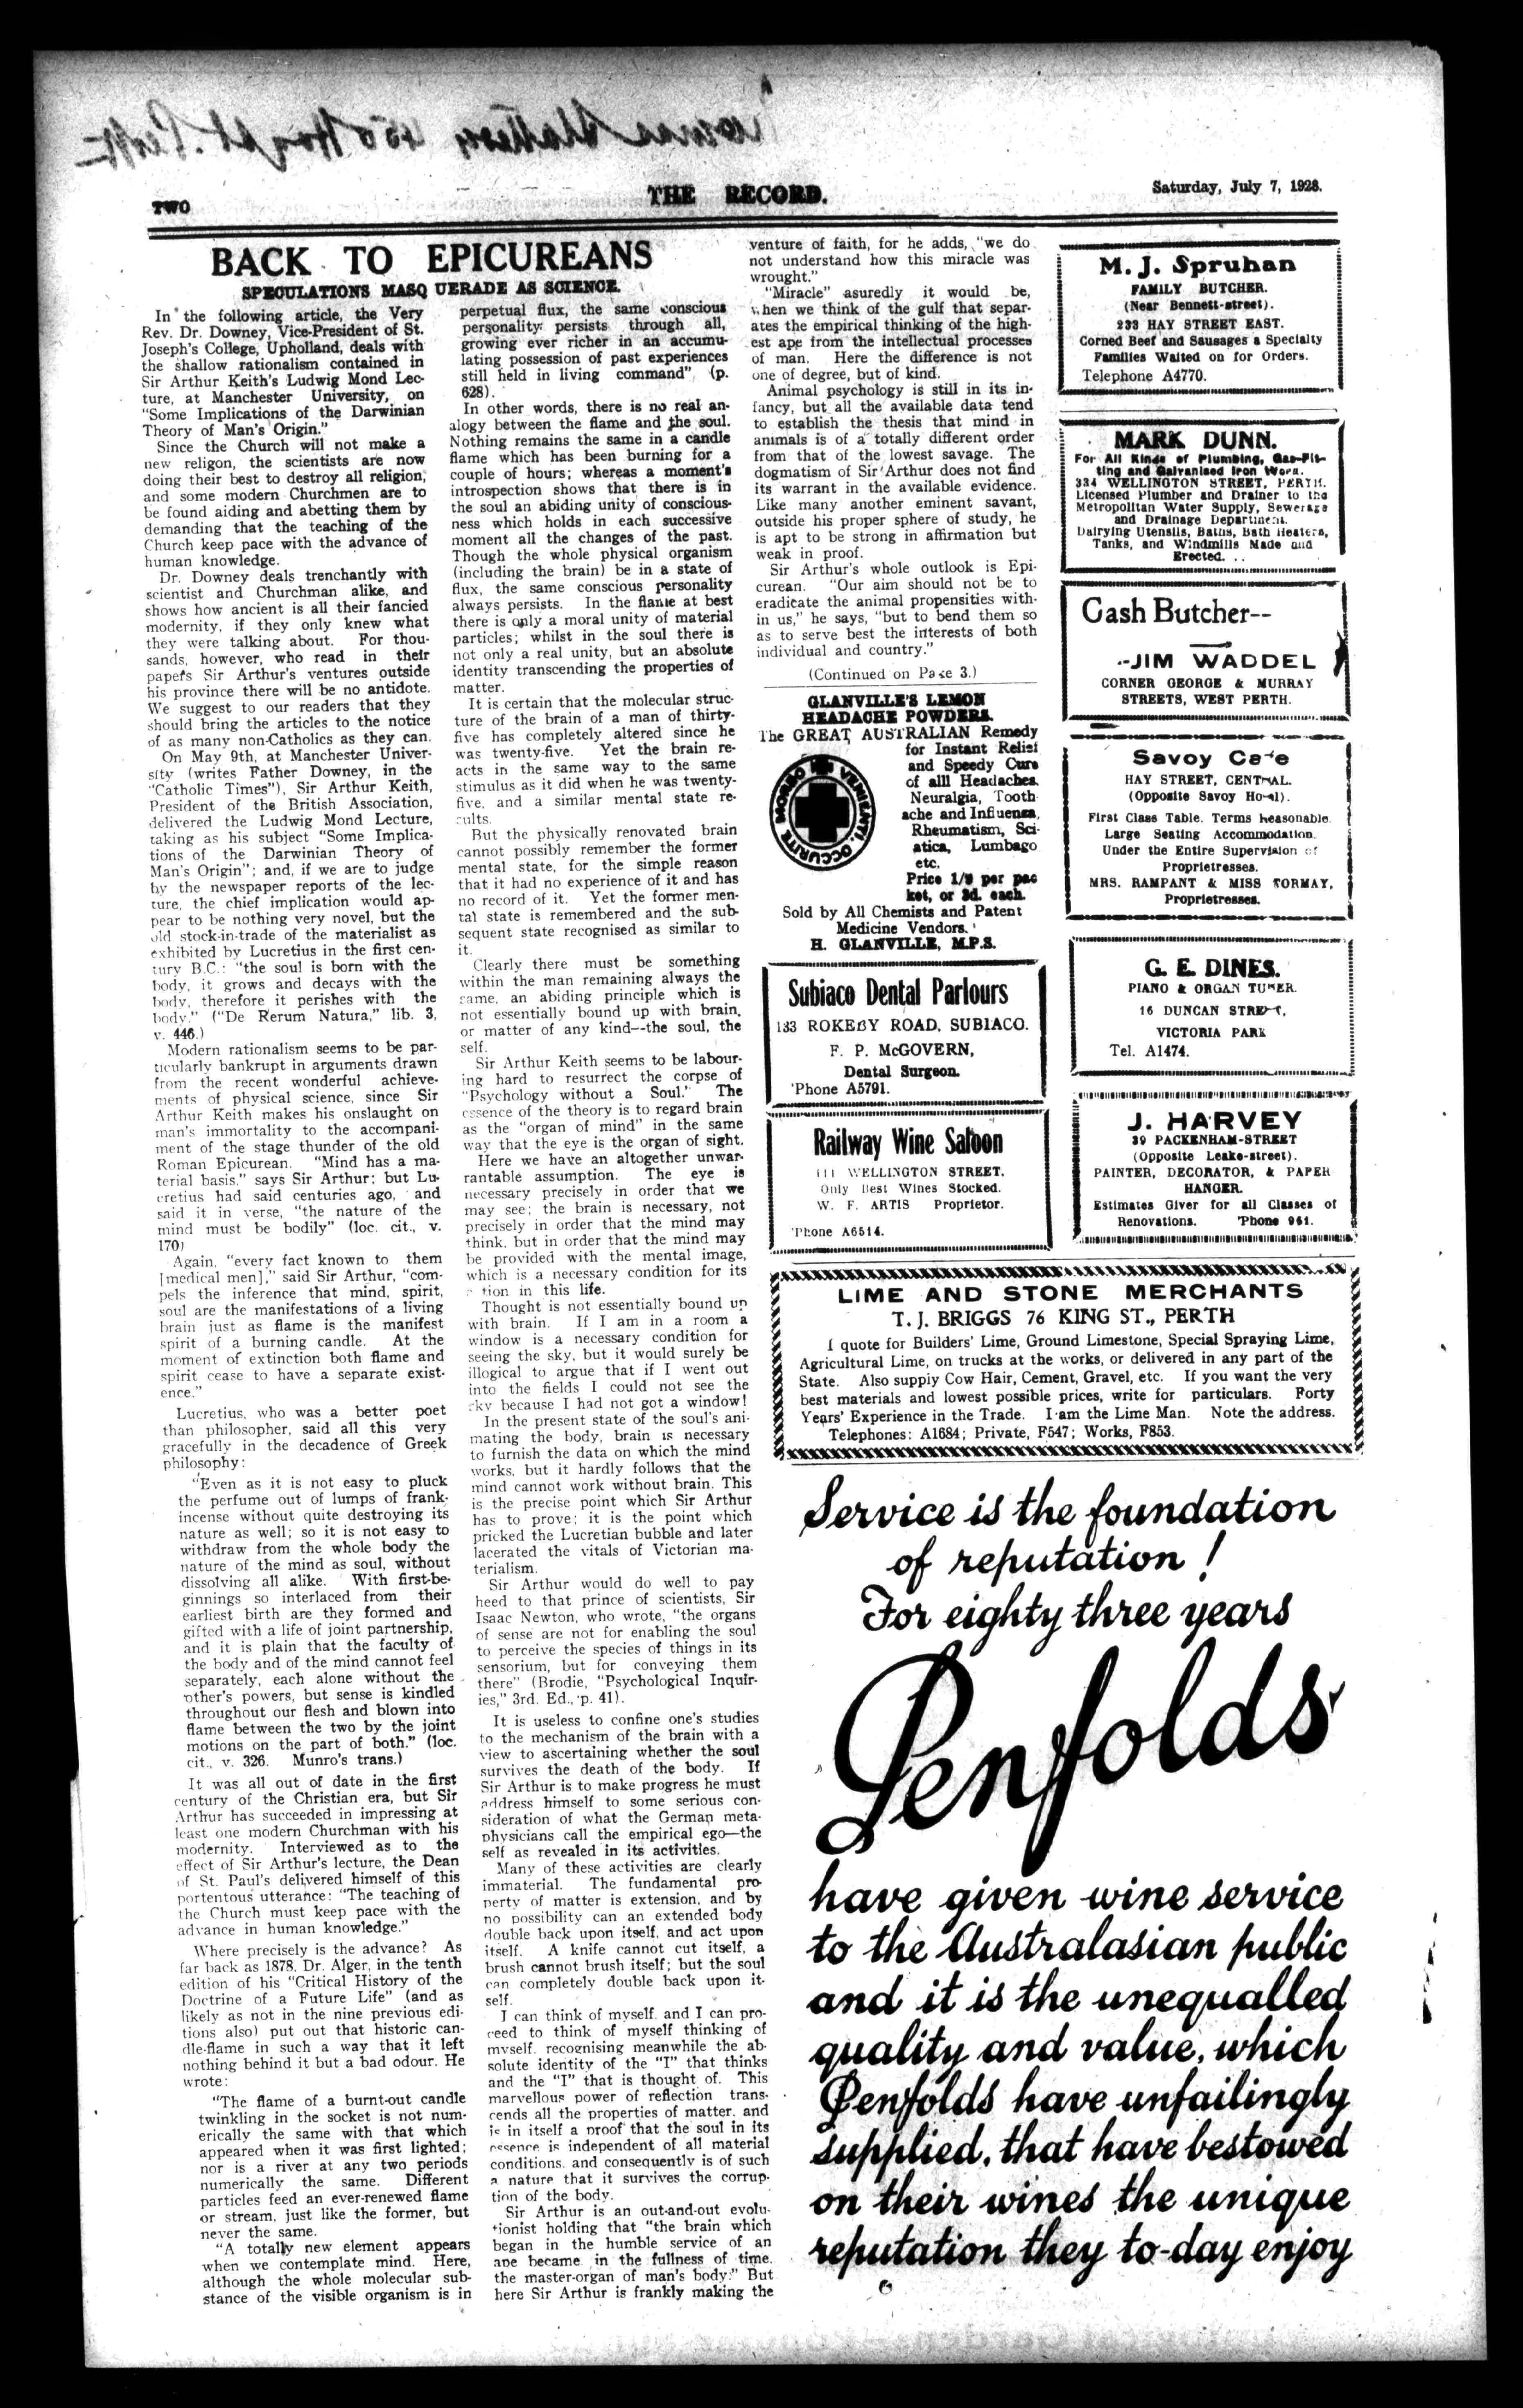 TWO
THE RECORD.
Saturday, July 7, 1928.
BACK TO EPICUREANS
SPECULATIONS MASQ UERADE AS SCIENCE.
In the following article, the Very
Rev. Dr. Downey, Vice-President of St.
Joseph's College, Upholland, deals with
the shallow rationalism contained in
Sir Arthur Keith's Ludwig Mond Lec-
ture, at Manchester University, on
"Some Implications of the Darwinian
Theory of Man's Origin."
Since the Church will not make a
new religon, the scientists are now
doing their best to destroy all religion,
and some modern Churchmen are to
be found aiding and abetting them by
demanding that the teaching of the
Church keep pace with the advance of
human knowledge.
Dr. Downey deals trenchantly with
scientist and Churchman alike, and
shows how ancient is all their fancied
modernity, if they only knew what
they were talking about. For thou-
sands, however, who read in their
papers Sir Arthur's ventures outside
his province there will be no antidote.
We suggest to our readers that they
should bring the articles to the notice
of as many non-Catholics as they can.
On May 9th, at Manchester Univer-
sity (writes Father Downey, in the
"Catholic Times"), Sir Arthur Keith,
President of the British Association,
delivered the Ludwig Mond Lecture,
taking as his subject "Some Implica-
tions of the Darwinian Theory of
Man's Origin"; and, if we are to judge
by the newspaper reports of the lec-
ture, the chief implication would ap-
pear to be nothing very novel, but the
old stock-in-trade of the materialist as
exhibited by Lucretius in the first cen-
tury B.C.: "the soul is born with the
body, it grows and decays with the
body, therefore it perishes with the
body." ("De Rerum Natura," lib. 3,
v. 446.)
Modern rationalism seems to be par-
ticularly bankrupt in arguments drawn
from the recent wonderful achieve-
ments of physical science, since Sir
Arthur Keith makes his onslaught on
man's immortality to the accompani-
ment of the stage thunder of the old
Roman Epicurean. "Mind has a ma-
terial basis," says Sir Arthur; but Lu-
cretius had said centuries ago, and
said it in verse, "the nature of the
mind must be bodily" (loc. cit., v.
170)
Again, "every fact known to them
[medical men]," said Sir Arthur, "com-
pels the inference that mind, spirit,
soul are the manifestations of a living
brain just as flame is the manifest
spirit of a burning candle. At the
moment of extinction both flame and
spirit cease to have a separate exist-
ence."
Lucretius, who was a better poet
than philosopher, said all this very
gracefully in the decadence of Greek
philosophy:
"Even as it is not easy to pluck
the perfume out of lumps of frank-
incense without quite destroying its
nature as well; so it is not easy to
withdraw from the whole body the
nature of the mind as soul, without
dissolving all alike. With first-be-
ginnings so interlaced from their
earliest birth are they formed and
gifted with a life of joint partnership,
and it is plain that the faculty of
the body and of the mind cannot feel
separately, each alone without the
other's powers, but sense is kindled
throughout our flesh and blown into
flame between the two by the joint
motions on the part of both." (loc.
cit., v. 326. Munro's trans.)
It was all out of date in the first
century of the Christian era, but Sir
Arthur has succeeded in impressing at
least one modern Churchman with his
modernity. Interviewed as to the
effect of Sir Arthur's lecture, the Dean
of St. Paul's delivered himself of this
portentous utterance: "The teaching of
the Church must keep pace with the
advance in human knowledge."
Where precisely is the advance? As
far back as 1878, Dr. Alger, in the tenth
edition of his "Critical History of the
Doctrine of a Future Life" (and as
likely as not in the nine previous edi-
tions also) put out that historic can-
dle-flame in such a way that it left
nothing behind it but a bad odour. He
wrote:
"The flame of a burnt-out candle
twinkling in the socket is not num-
erically the same with that which
appeared when it was first lighted;
nor is a river at any two periods
numerically the same. Different
particles feed an ever-renewed flame
or stream, just like the former, but
never the same.
"A totally new element appears
when we contemplate mind. Here,
although the whole molecular sub-
stance of the visible organism is in
perpetual flux, the same conscious
personality persists through all,
growing ever richer in an accumu-
lating possession of past experiences
still held in living command" (p.
628).
In other words, there is no real an-
alogy between the flame and the soul.
Nothing remains the same in a candle
flame which has been burning for a
couple of hours; whereas a moment's
introspection shows that there is in
the soul an abiding unity of conscious-
ness which holds in each successive
moment all the changes of the past.
Though the whole physical organism
(including the brain) be in a state of
flux, the same conscious personality
always persists. In the flame at best
there is only a moral unity of material
particles; whilst in the soul there is
not only a real unity, but an absolute
identity transcending the properties of
matter.
It is certain that the molecular struc-
ture of the brain of a man of thirty-
five has completely altered since he
was twenty-five. Yet the brain re-
acts in the same way to the same
stimulus as it did when he was twenty-
five, and a similar mental state re-
sults.
But the physically renovated brain
cannot possibly remember the former
mental state, for the simple reason
that it had no experience of it and has
no record of it. Yet the former men-
tal state is remembered and the sub-
sequent state recognised as similar to
it.
Clearly there must be something
within the man remaining always the
same, an abiding principle which is
not essentially bound up with brain,
or matter of any kind--the soul, the
self.
Sir Arthur Keith seems to be labour-
ing hard to resurrect the corpse of
"Psychology without a Soul." The
essence of the theory is to regard brain
as the "organ of mind" in the same
way that the eye is the organ of sight.
Here we have an altogether unwar-
rantable assumption. The eye is
necessary precisely in order that we
may see; the brain is necessary, not
precisely in order that the mind may
think, but in order that the mind may
be provided with the mental image,
which is a necessary condition for its
tion in this life.
Thought is not essentially bound up
with brain. If I am in a room a
window is a necessary condition for
seeing the sky, but it would surely be
illogical to argue that if I went out
into the fields I could not see the
sky because I had not got a window!
In the present state of the soul's ani-
mating the body, brain is necessary
to furnish the data on which the mind
works, but it hardly follows that the
mind cannot work without brain. This
is the precise point which Sir Arthur
has to prove; it is the point which
pricked the Lucretian bubble and later
lacerated the vitals of Victorian ma-
terialism.
Sir Arthur would do well to pay
heed to that prince of scientists, Sir
Isaac Newton, who wrote, "the organs
of sense are not for enabling the soul
to perceive the species of things in its
sensorium, but for conveying them
there" (Brodie, "Psychological Inquir-
ies," 3rd. Ed., p. 41).
It is useless to confine one's studies
to the mechanism of the brain with a
view to ascertaining whether the soul
survives the death of the body. If
Sir Arthur is to make progress he must
address himself to some serious con-
sideration of what the German meta-
physicians call the empirical ego—the
self as revealed in its activities.
Many of these activities are clearly
immaterial. The fundamental pro-
perty of matter is extension, and by
no possibility can an extended body
double back upon itself, and act upon
itself. A knife cannot cut itself, a
brush cannot brush itself; but the soul
can completely double back upon it-
self.
I can think of myself, and I can pro-
ceed to think of myself thinking of
myself, recognising meanwhile the ab-
solute identity of the "I" that thinks
and the "I" that is thought of. This
marvellous power of reflection trans-
cends all the properties of matter, and
is in itself a proof that the soul in its
essence is independent of all material
conditions, and consequently is of such
a nature that it survives the corrup-
tion of the body.
Sir Arthur is an out-and-out evolu-
tionist holding that "the brain which
began in the humble service of an
ape became in the fullness of time,
the master-organ of man's body." But
here Sir Arthur is frankly making the
venture of faith, for he adds, "we do
not understand how this miracle was
wrought."
"Miracle" asuredly it would be,
when we think of the gulf that separ-
ates the empirical thinking of the high-
est ape from the intellectual processes
of man. Here the difference is not
one of degree, but of kind.
Animal psychology is still in its in-
fancy, but all the available data tend
to establish the thesis that mind in
animals is of a totally different order
from that of the lowest savage. The
dogmatism of Sir Arthur does not find
its warrant in the available evidence.
Like many another eminent savant,
outside his proper sphere of study, he
is apt to be strong in affirmation but
weak in proof.
Sir Arthur's whole outlook is Epi-
curean. "Our aim should not be to
eradicate the animal propensities with-
in us," he says, "but to bend them so
as to serve best the interests of both
individual and country."
(Continued on Page 3.)
GLANVILLE'S LEMON
HEADACHE POWDERS.
The GREAT AUSTRALIAN Remedy
for Instant Relief
and Speedy Cure
of alll Headaches.
Neuralgia, Tooth-
ache and Influensa,
Rheumatism, Sci-
atica, Lumbago
etc.
Price 1/9 per pac
ket, or 3d. each.
VENIENTI OCCURITE MORBO
Sold by All Chemists and Patent
Medicine Vendors.
H. GLANVILLE, M.P.S.
Subiaco Dental Parlours
133 ROKEBY ROAD, SUBIACO.
F. P. McGOVERN,
Dental Surgeon.
'Phone A5791.
Railway Wine Saloon
WELLINGTON STREET.
Only Best Wines Stocked.
W. F. ARTIS Proprietor.
'Phone A6514.
M. J. Spruhan
FAMILY BUTCHER.
(Near Bennett-street).
233 HAY STREET EAST.
Corned Beef and Sausages a Specialty
Families Waited on for Orders.
Telephone A4770.
MARK DUNN.
For All Kinds of Plumbing, Gas-Fit-
ting and Galvanised Iron Work.
334 WELLINGTON STREET, PERTH.
Licensed Plumber and Drainer to the
Metropolitan Water Supply, Sewerage
and Drainage Department.
Dairying Utensils, Baths, Bath Heaters,
Tanks, and Windmills Made and
Erected. . .
Cash Butcher--
--JIM WADDEL
CORNER GEORGE & MURRAY
STREETS, WEST PERTH.
Savoy Cafe
HAY STREET, CENTRAL.
(Opposite Savoy Hotel).
First Class Table. Terms Reasonable.
Large Seating Accommodation.
Under the Entire Supervision of
Proprietresses.
MRS. RAMPANT & MISS TORMAY,
Proprietresses.
G. E. DINES.
PIANO & ORGAN TUNER.
16 DUNCAN STREET,
VICTORIA PARK
Tel. A1474.
J. HARVEY
39 PACKENHAM-STREET
(Opposite Leake-street).
PAINTER, DECORATOR, & PAPER
HANGER.
Estimates Giver for all Classes of
Renovations. 'Phone 961.
LIME AND STONE MERCHANTS
T. J. BRIGGS 76 KING ST., PERTH
I quote for Builders' Lime, Ground Limestone, Special Spraying Lime,
Agricultural Lime, on trucks at the works, or delivered in any part of the
State. Also supply Cow Hair, Cement, Gravel, etc. If you want the very
best materials and lowest possible prices, write for particulars. Forty
Years' Experience in the Trade. I am the Lime Man. Note the address.
Telephones: A1684; Private, F547; Works, F853.
Service is the foundation
of reputation!
For eighty three years
Penfolds
have given wine service
to the Australasian public
and it is the unequalled
quality and value, which
Penfolds have unfailingly
supplied, that have bestowed
on their wines the unique
reputation they to-day enjoy